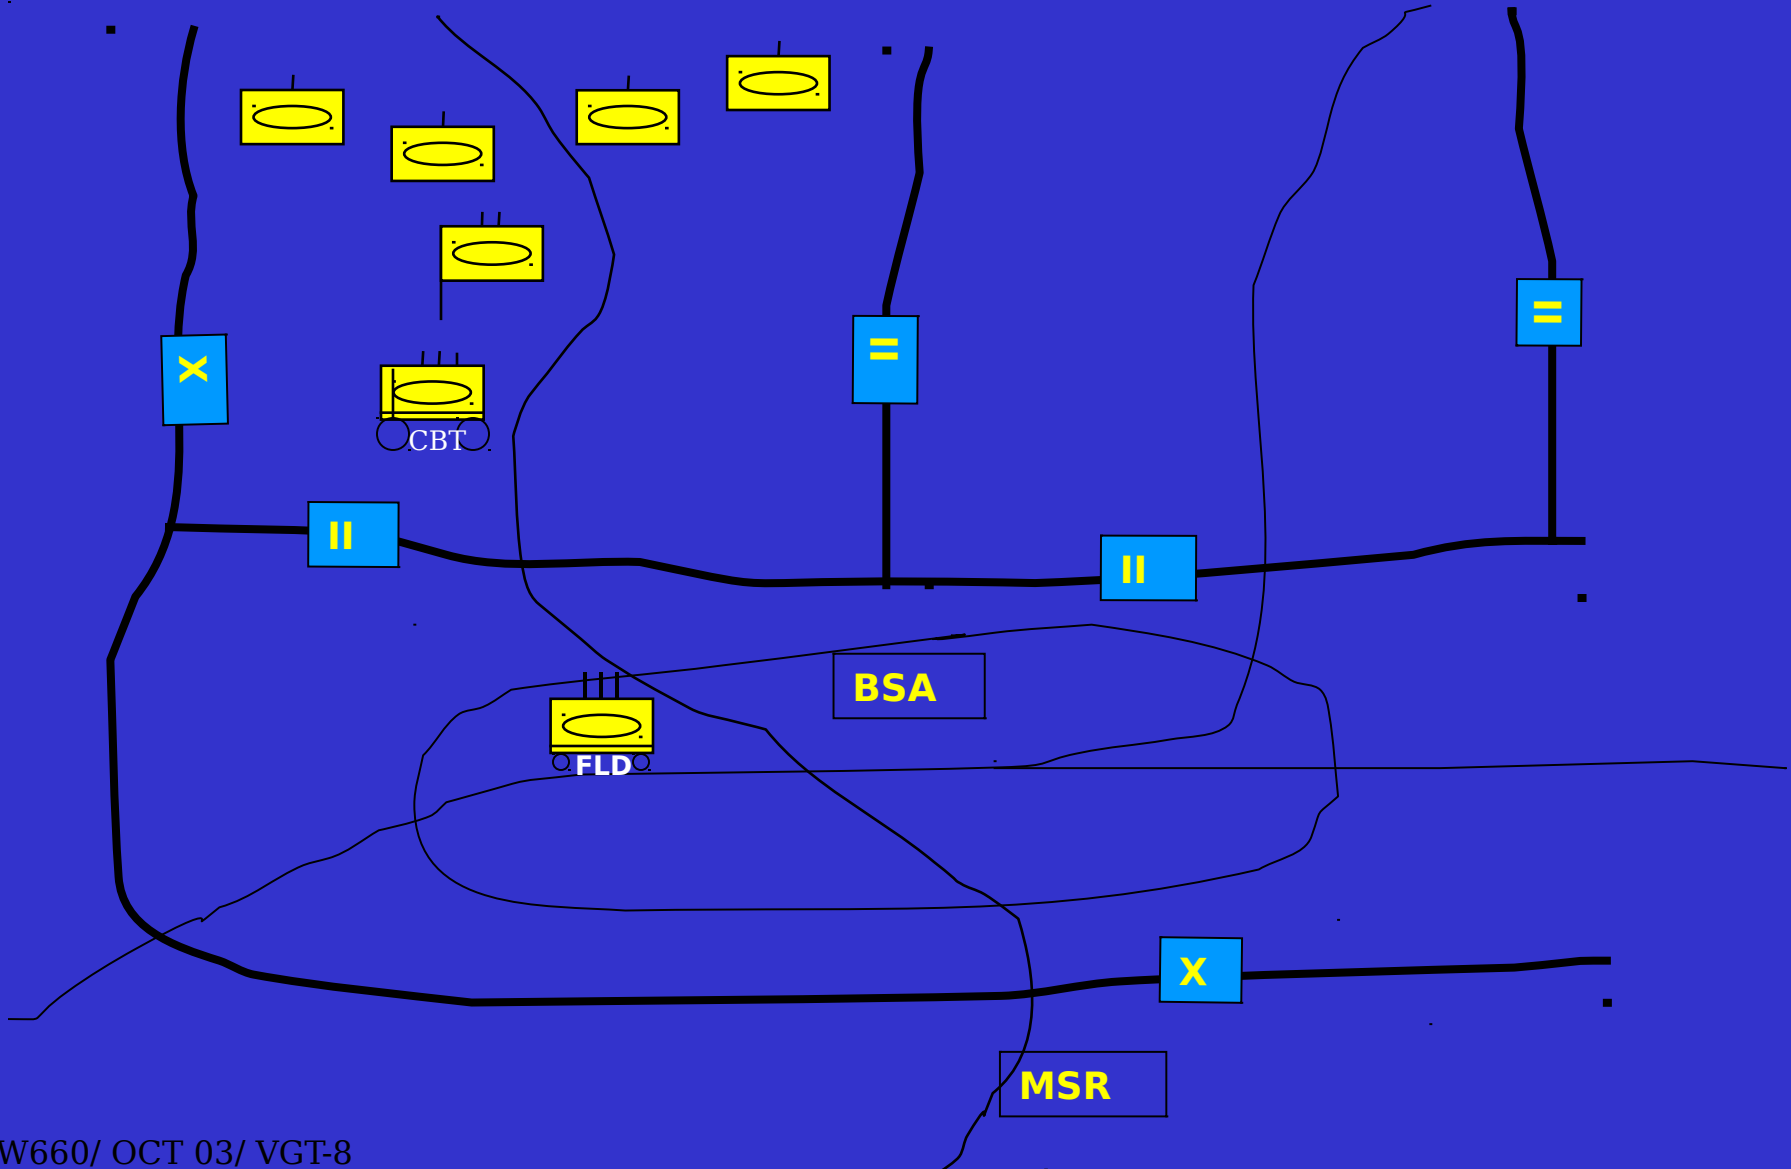 =
=
X
CBT
II
II
BSA
FLD
X
MSR
W660/ OCT 03/ VGT-8